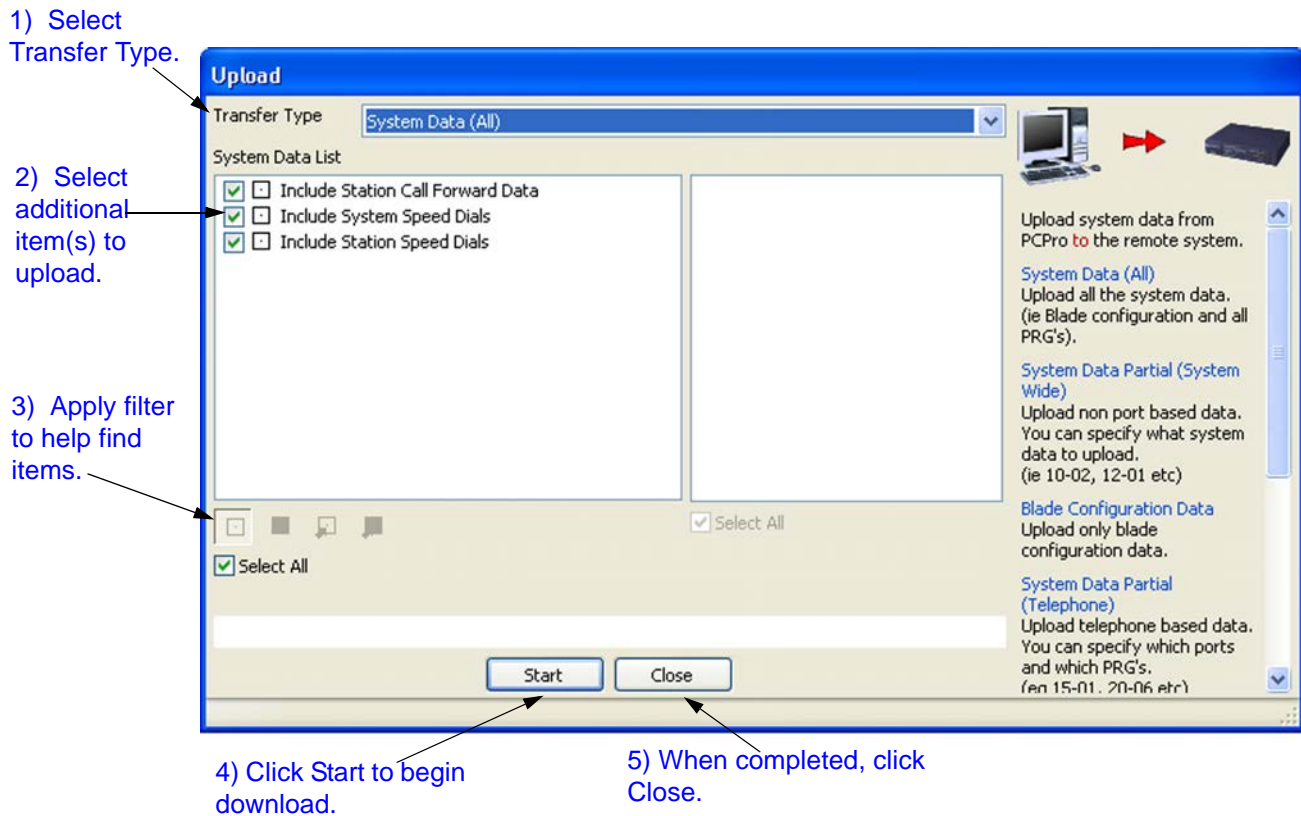 1) Select
Transfer Type.
Upload
Transfer Type
System Data (All)
System Data List
2) Select
additional
item(s) to
upload.
Include Station Call Forward Data
Include System Speed Dials
Include Station Speed Dials
3) Apply filter
to help find
items.
Select All
Select All
Start
Close
Upload system data from
PCPro to the remote system.
System Data (All)
Upload all the system data.
(ie Blade configuration and all
PRG's).
System Data Partial (System
Wide)
Upload non port based data.
You can specify what system
data to upload.
(ie 10-02, 12-01 etc)
Blade Configuration Data
Upload only blade
configuration data.
System Data Partial
(Telephone)
Upload telephone based data.
You can specify which ports
and which PRG's.
(eg 15-01, 20-06 etc)
4) Click Start to begin
download.
5) When completed, click
Close.